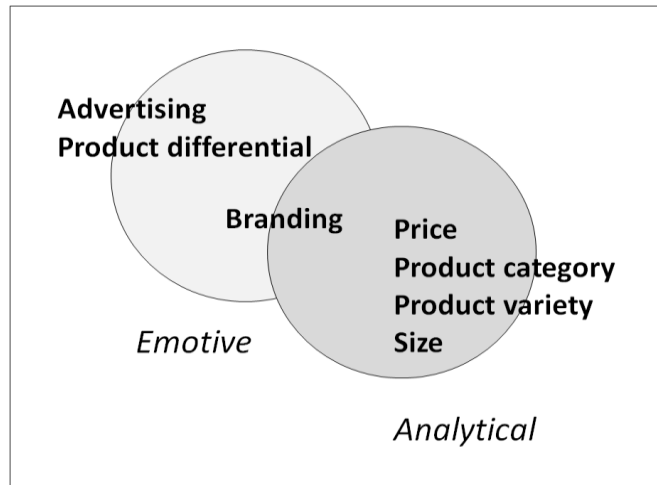 Advertising
Product differential
Branding
Price
Product category
Product variety
Size
Emotive
Analytical